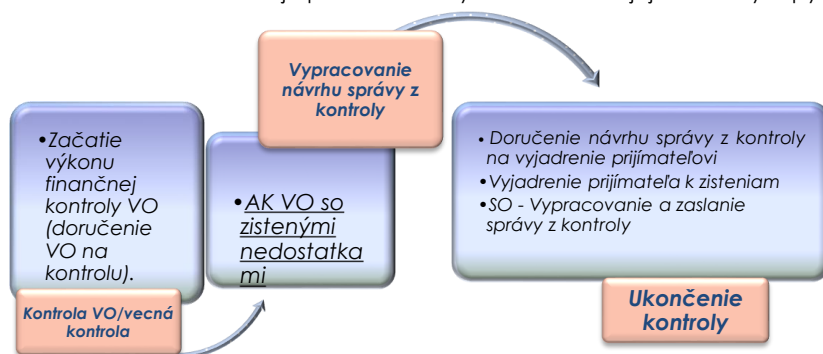 •Začatie
výkonu
finančnej
kontroly VO
(doručenie
VO na
kontrolu).
Kontrola VO/vecná
kontrola
•AK VO so
zistenými
nedostatka
mi
Vypracovanie
návrhu správy z
kontroly
• Doručenie návrhu správy z kontroly
na vyjadrenie prijímateľovi
•Vyjadrenie prijímateľa k zisteniam
•SO - Vypracovanie a zaslanie
správy z kontroly
Ukončenie
kontroly